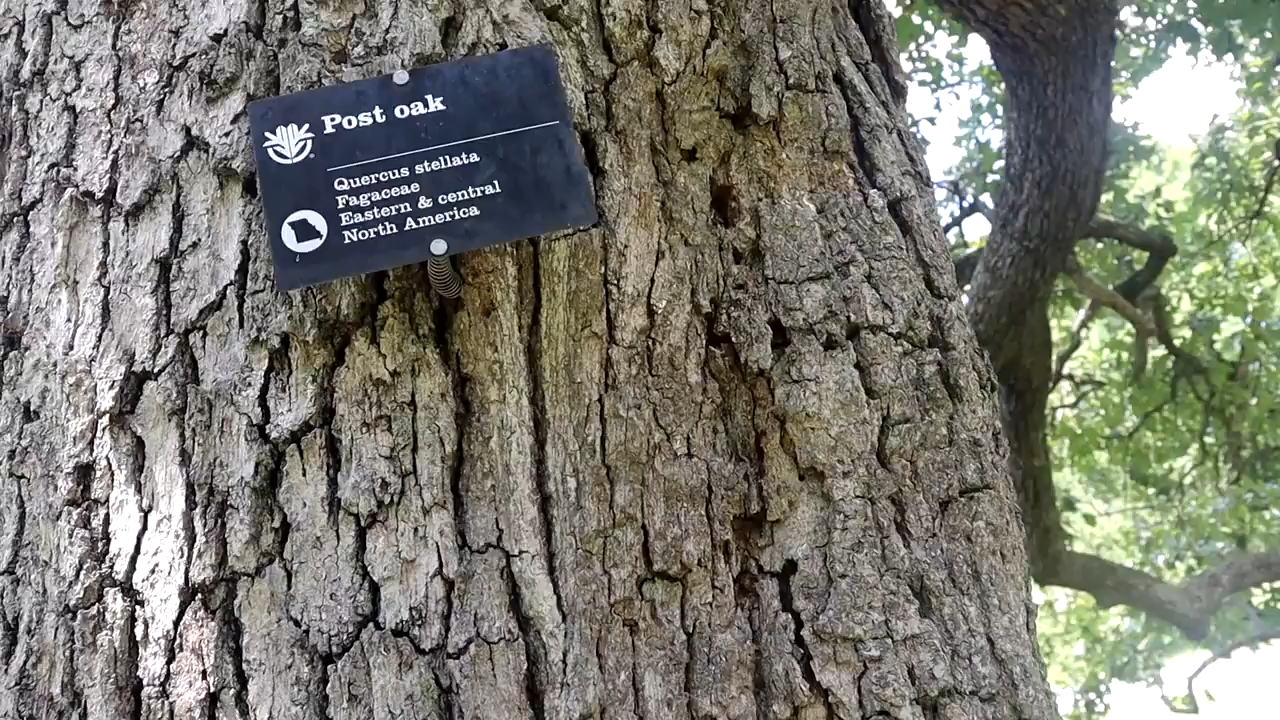 Post oak
Quercus stellata
Fagaceae
Eastern & central
North America